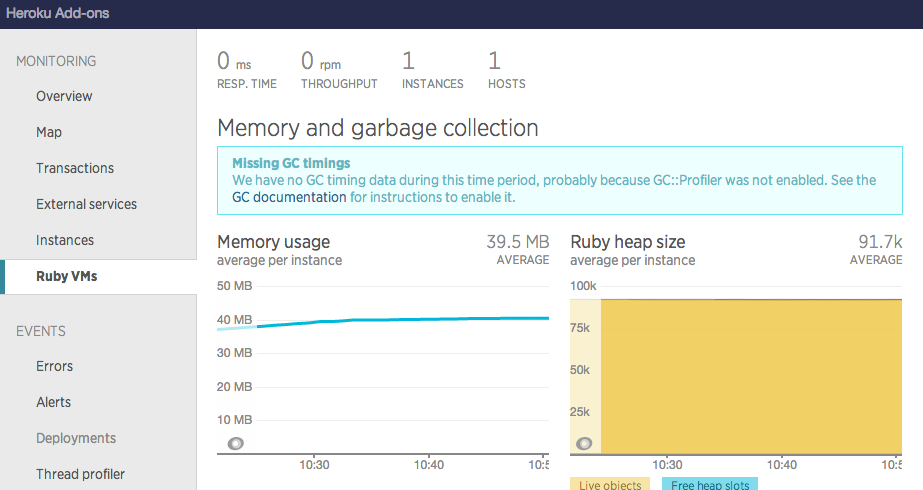 Heroku Add-ons
MONITORING
Overview
Map
Transactions
External services
Instances
Ruby VMs
EVENTS
Errors
Alerts
Deployments
Thread profiler
0 ms
RESP. TIME
0 rpm
THROUGHPUT
1
INSTANCES
1
HOSTS
Memory and garbage collection
Missing GC timings
We have no GC timing data during this time period, probably because GC::Profiler was not enabled. See the
GC documentation for instructions to enable it.
Memory usage
average per instance
39.5 MB
AVERAGE
50 MB
40 MB
30 MB
20 MB
10 MB
10:30
10:40
10:5
Ruby heap size
average per instance
91.7k
AVERAGE
100k
75k
50k
25k
10:30
10:40
10:5
Live objects
Free heap slots